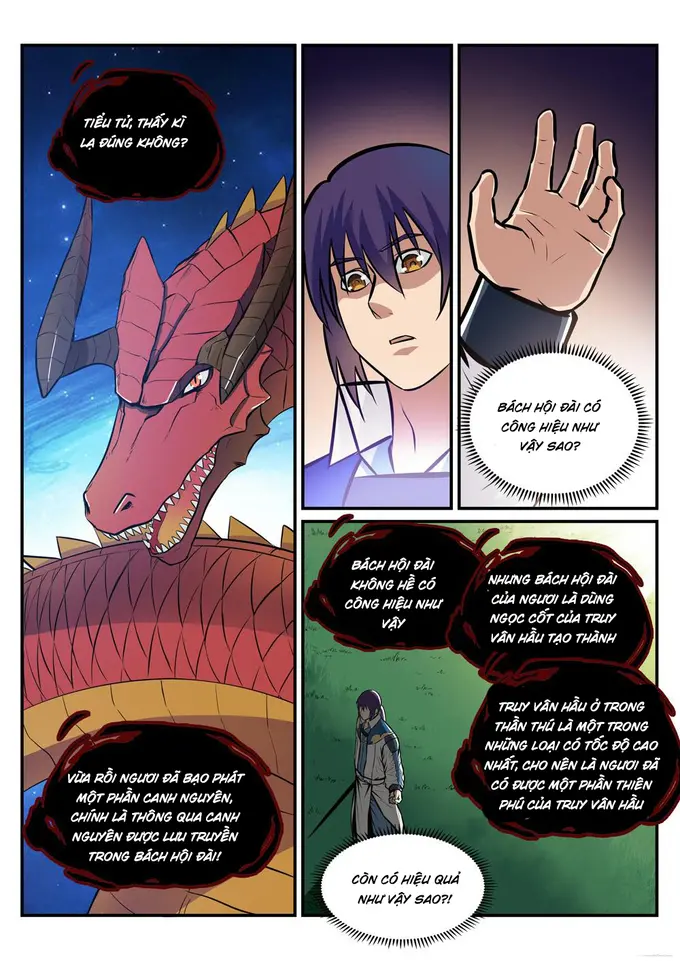 TIỂU TỬ, THẤY KÌ
LẠ ĐÚNG KHÔNG?
VỪA RỒI NGƯƠI ĐÃ BẠO PHÁT
MỘT PHẦN CANH NGUYÊN,
CHÍNH LÀ THÔNG QUA CANH
NGUYÊN ĐƯỢC LƯU TRUYỀN
TRONG BÁCH HỘI ĐÀI!
BÁCH HỘI ĐÀI CÓ
CÔNG HIỆU NHƯ
VẬY SAO?
BÁCH HỘI ĐÀI
KHÔNG HỀ CÓ
CÔNG HIỆU NHƯ
VẬY
NHƯNG BÁCH HỘI ĐÀI
CỦA NGƯƠI LÀ DÙNG
NGỌC CỐT CỦA TRUY
VÂN HẦU TẠO THÀNH
TRUY VÂN HẦU Ở TRONG
THẦN THÚ LÀ MỘT TRONG
NHỮNG LOẠI CÓ TỐC ĐỘ CAO
NHẤT, CHO NÊN LÀ NGƯƠI ĐÃ
CÓ ĐƯỢC MỘT PHẦN THIÊN
PHÚ CỦA TRUY VÂN HẦU
CÒN CÓ HIỆU QUẢ
NHƯ VẬY SAO?!